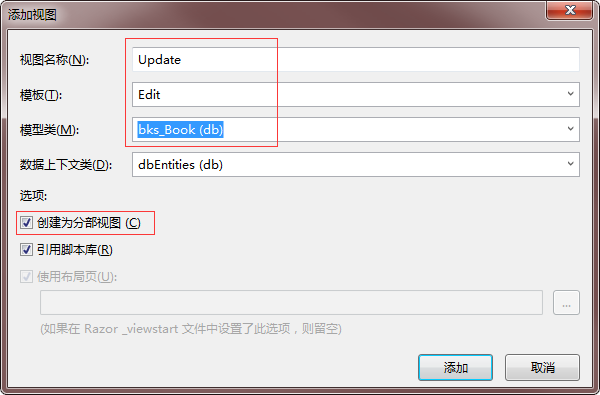 添加视图
视图名称(N): Update
模板(T): Edit
模型类(M): bks_Book (db)
数据上下文类(D): dbEntities (db)
选项:
创建为分部视图 (C)
引用脚本库(R)
使用布局页(U):
...
(如果在 Razor _viewstart 文件中设置了此选项，则留空)
添加 取消